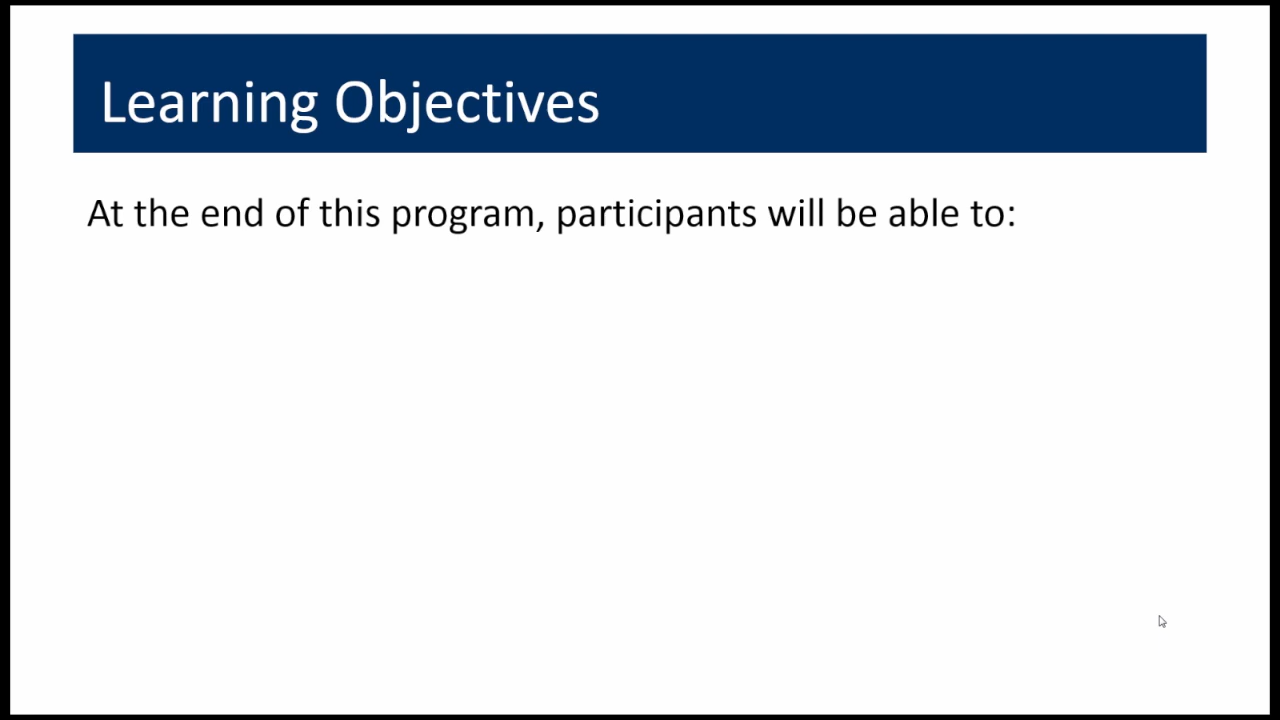 Learning Objectives
At the end of this program, participants will be able to: